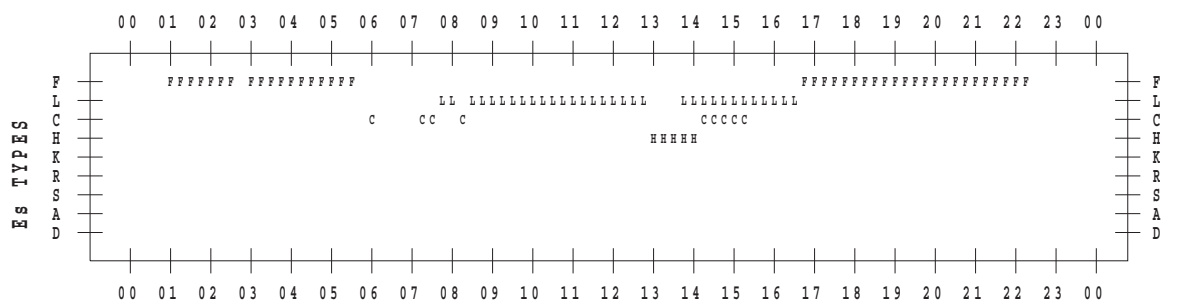 00 01 02 03 04 05 06 07 08 09 10 11 12 13 14 15 16 17 18 19 20 21 22 23 00
F FFFFFFF FFFFFFFFFFF FFFFFFFFFFFFFFFFFFFFFFF F
L LL LLLLLLLLLLLLLLLLLL LLLLLLLLLLLL L
C C CC C CCCCC C
H HHHHH H
K K
R R
S S
A A
D D
Es TYPES
00 01 02 03 04 05 06 07 08 09 10 11 12 13 14 15 16 17 18 19 20 21 22 23 00